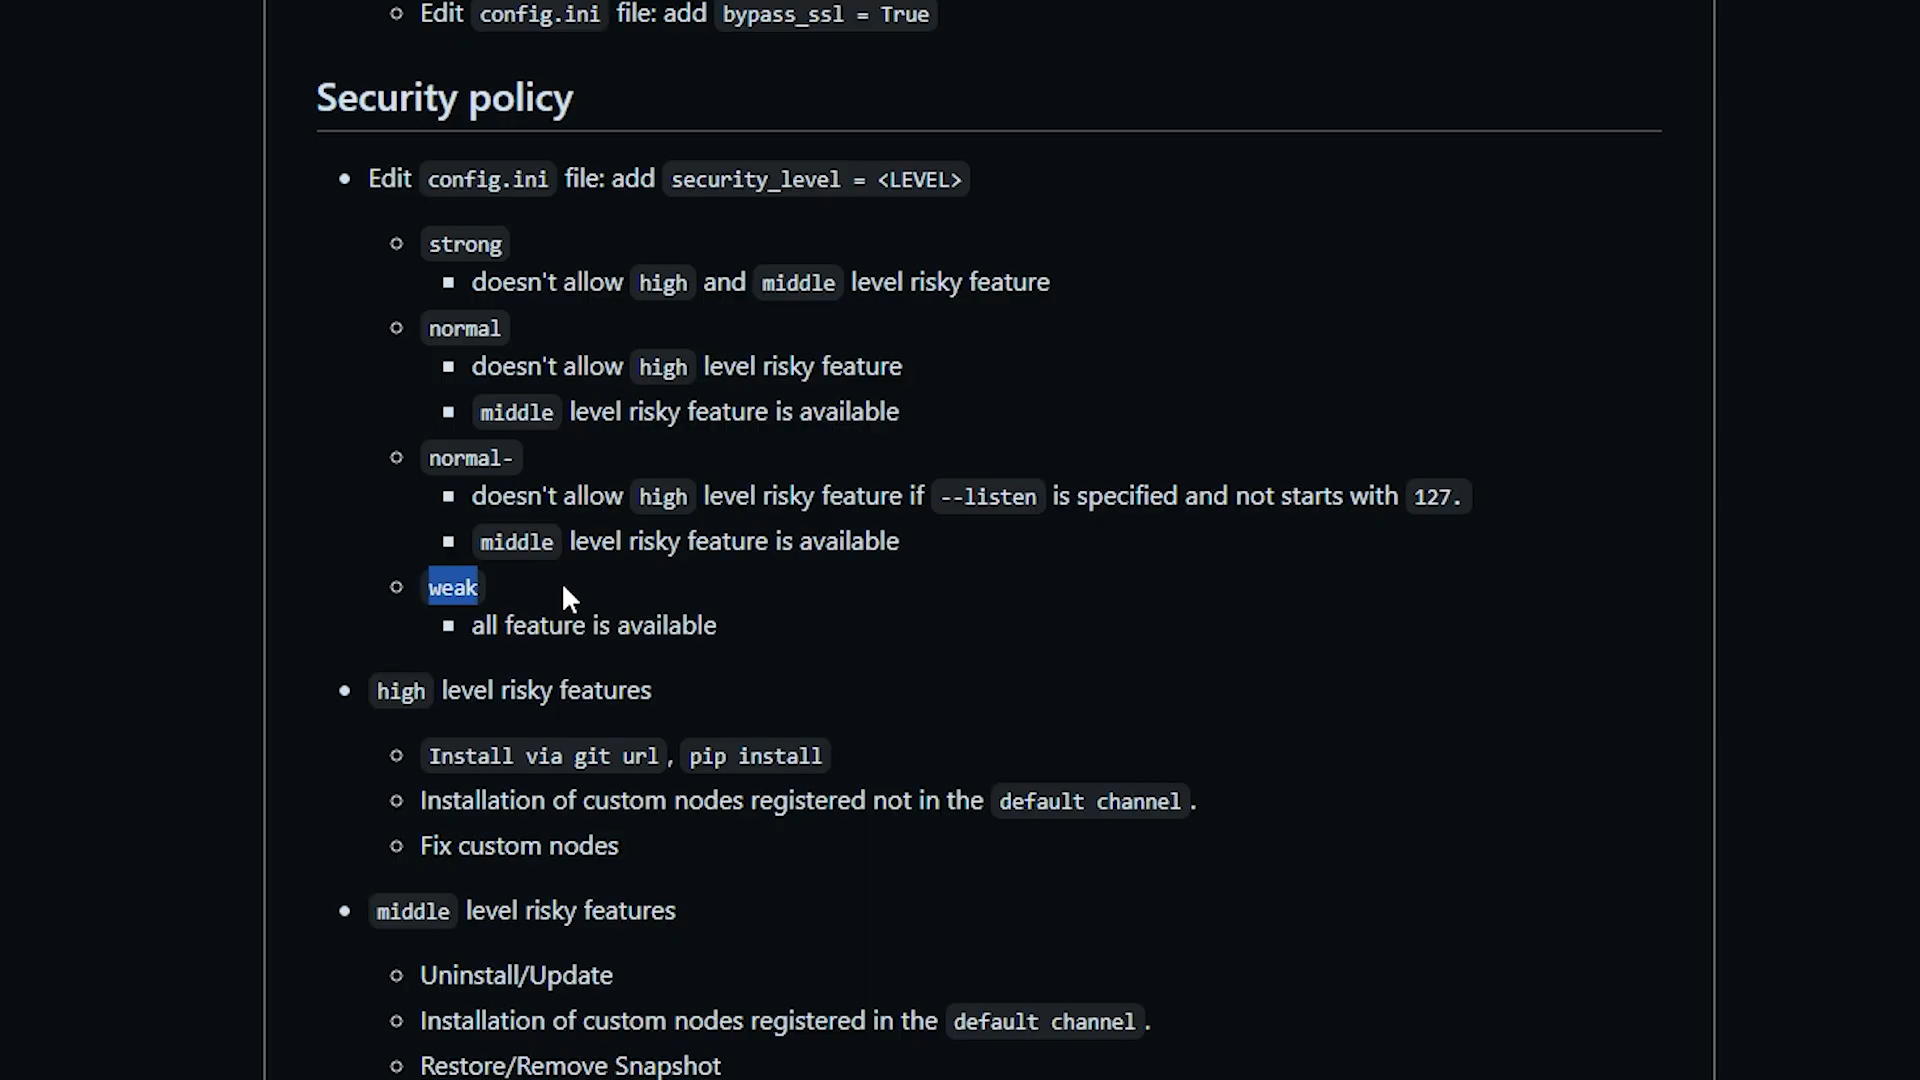 Edit config.ini file: add bypass_ssl = True
Security policy
Edit config.ini file: add security_level = <LEVEL>
strong
doesn't allow high and middle level risky feature
normal
doesn't allow high level risky feature
middle level risky feature is available
normal-
doesn't allow high level risky feature if --listen is specified and not starts with 127.
middle level risky feature is available
weak
all feature is available
high level risky features
Install via git url, pip install
Installation of custom nodes registered not in the default channel.
Fix custom nodes
middle level risky features
Uninstall/Update
Installation of custom nodes registered in the default channel.
Restore/Remove Snapshot